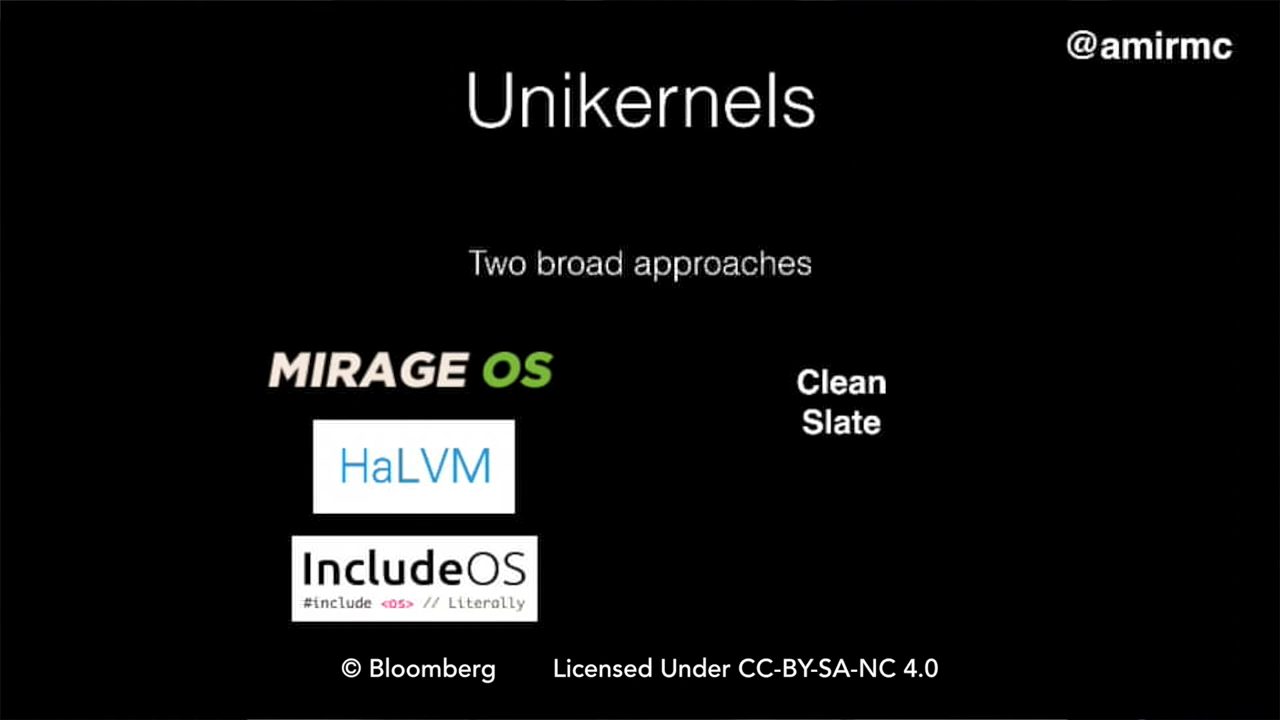 @amirmc
Unikernels
Two broad approaches
MIRAGE OS
HaLVM
IncludeOS
#include <os> // Literally
Clean
Slate
© Bloomberg Licensed Under CC-BY-SA-NC 4.0